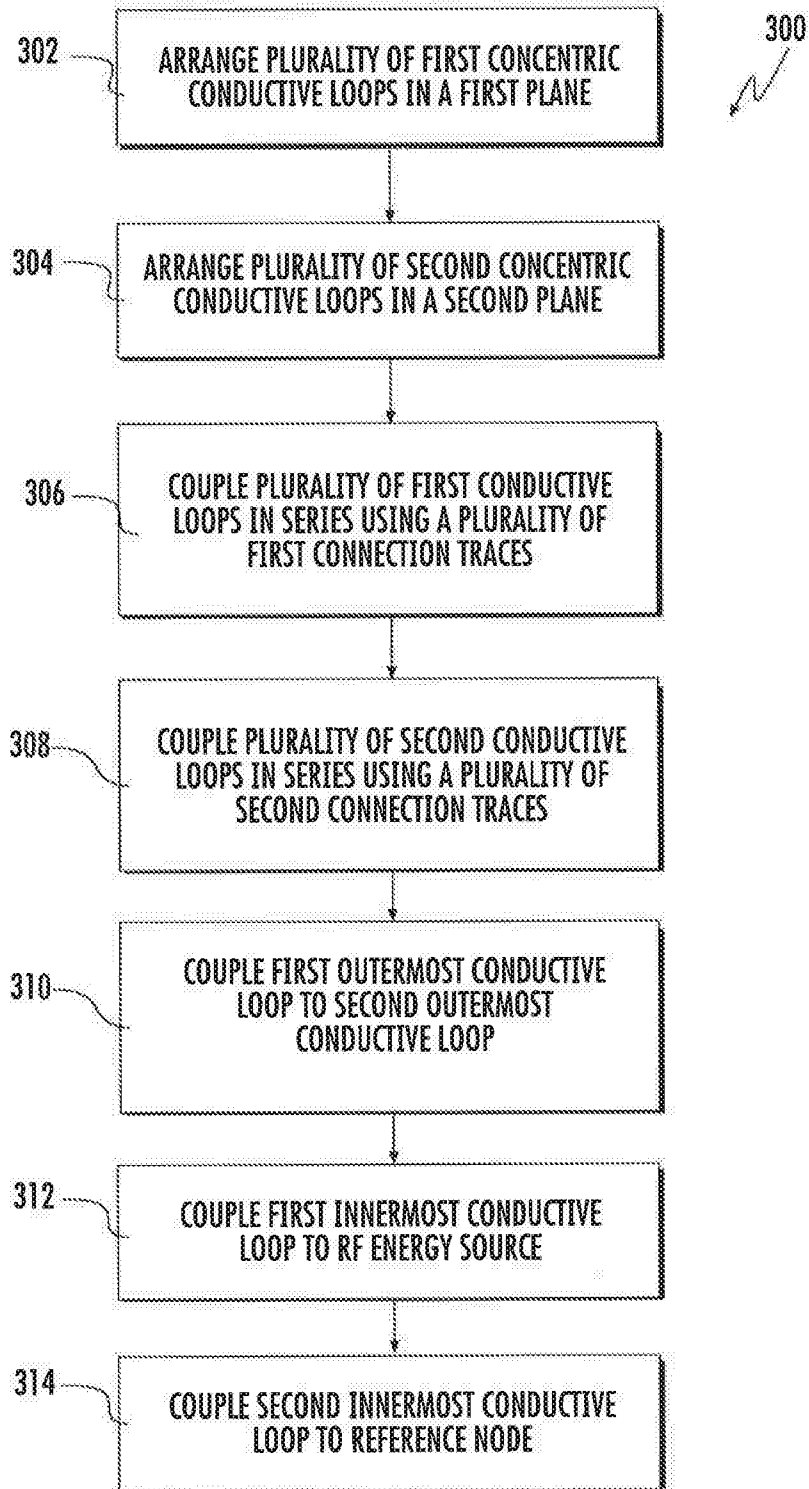 300
302
ARRANGE PLURALITY OF FIRST CONCENTRIC
CONDUCTIVE LOOPS IN A FIRST PLANE
304
ARRANGE PLURALITY OF SECOND CONCENTRIC
CONDUCTIVE LOOPS IN A SECOND PLANE
306
COUPLE PLURALITY OF FIRST CONDUCTIVE
LOOPS IN SERIES USING A PLURALITY OF
FIRST CONNECTION TRACES
308
COUPLE PLURALITY OF SECOND CONDUCTIVE
LOOPS IN SERIES USING A PLURALITY OF
SECOND CONNECTION TRACES
310
COUPLE FIRST OUTERMOST CONDUCTIVE
LOOP TO SECOND OUTERMOST
CONDUCTIVE LOOP
312
COUPLE FIRST INNERMOST CONDUCTIVE
LOOP TO RF ENERGY SOURCE
314
COUPLE SECOND INNERMOST CONDUCTIVE
LOOP TO REFERENCE NODE